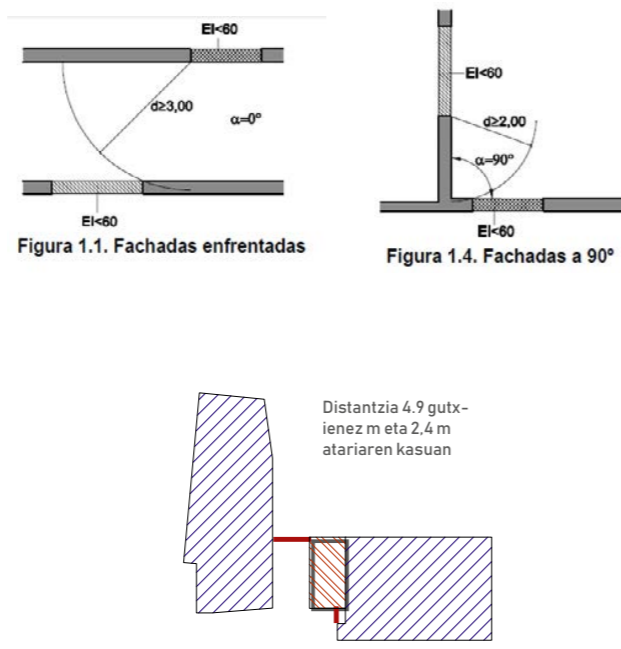 EI<60
d≥3,00
α=0º
EI<60
Figura 1.1. Fachadas enfrentadas
EI<60
d≥2,00
α=90º
EI<60
Figura 1.4. Fachadas a 90º
Distantzia 4.9 gutx-
ienez m eta 2,4 m
atariaren kasuan